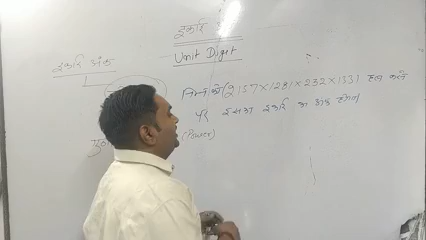 इकाई
Unit Digit
इकाई अंक
निम्न को (2157×1281×232×1331 हल करने
पर इसका इकाई का अंक होगा
(Power)